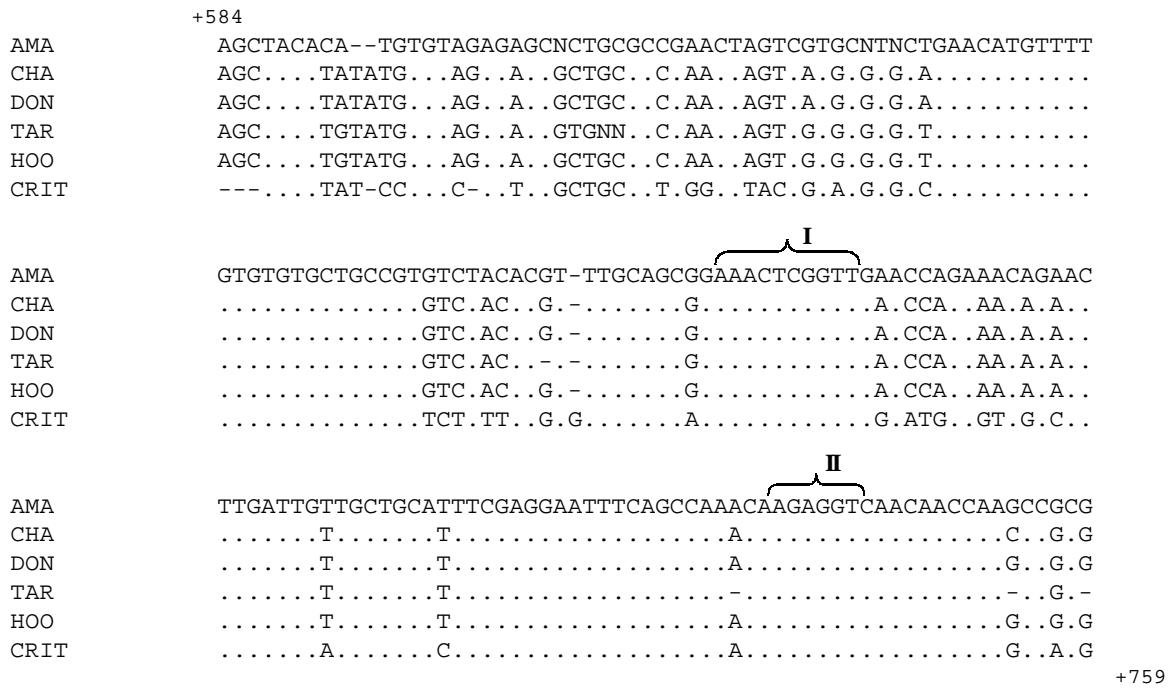 +584
AMA AGCTACACA--TGTGTAGAGAGCNCTGCGCCGAACTAGTCGTGCNTNCTGAACATGTTTT
CHA AGC....TATATG...AG..A..GCTGC..C.AA..AGT.A.G.G.G.A...........
DON AGC....TATATG...AG..A..GCTGC..C.AA..AGT.A.G.G.G.A...........
TAR AGC....TGTATG...AG..A..GTGNN..C.AA..AGT.G.G.G.G.T...........
HOO AGC....TGTATG...AG..A..GCTGC..C.AA..AGT.G.G.G.G.T...........
CRIT ---....TAT-CC...C-..T..GCTGC..T.GG..TAC.G.A.G.G.C...........
I
AMA GTGTGTGCTGCCGTGTCTACACGT-TTGCAGCGGAAACTCGGTTGAACCAGAAACAGAAC
CHA ..............GTC.AC..G.-.......G............A.CCA..AA.A.A..
DON ..............GTC.AC..G.-.......G............A.CCA..AA.A.A..
TAR ..............GTC.AC..-.-.......G............A.CCA..AA.A.A..
HOO ..............GTC.AC..G.-.......G............A.CCA..AA.A.A..
CRIT ..............TCT.TT..G.G.......A............G.ATG..GT.G.C..
II
AMA TTGATTGTTGCTGCATTTCGAGGAATTTCAGCCAAACAAGAGGTCAACAACCAAGCCGCG
CHA .......T.......T...................A..................C..G.G
DON .......T.......T...................A..................G..G.G
TAR .......T.......T...................-..................-..G.-
HOO .......T.......T...................A..................G..G.G
CRIT .......A.......C...................A..................G..A.G
+759